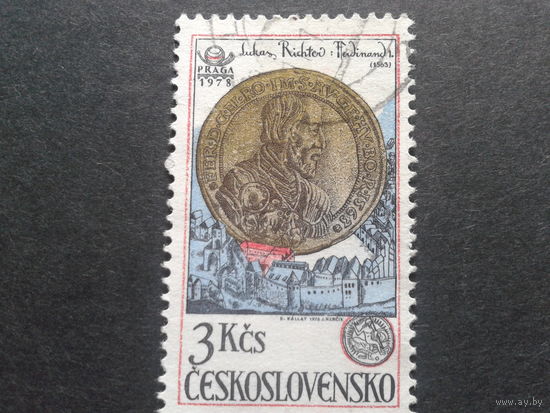 Lukas Richter : Ferdinand I.
(1563)
PRAGA
1978
3 Kčs
ČESKOSLOVENSKO
www.ay.by